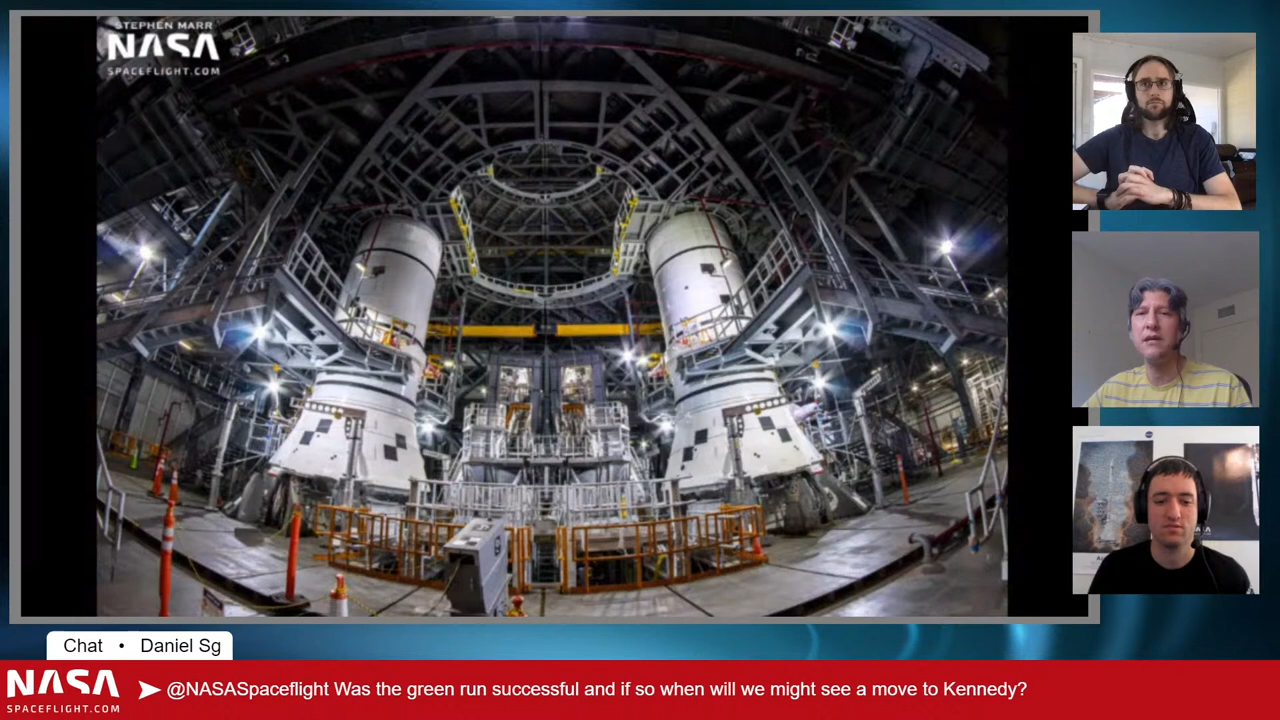 STEPHEN MARR
NASA
SPACEFLIGHT.COM
Chat • Daniel Sg
NASA
SPACEFLIGHT.COM
@NASASpaceflight Was the green run successful and if so when will we might see a move to Kennedy?